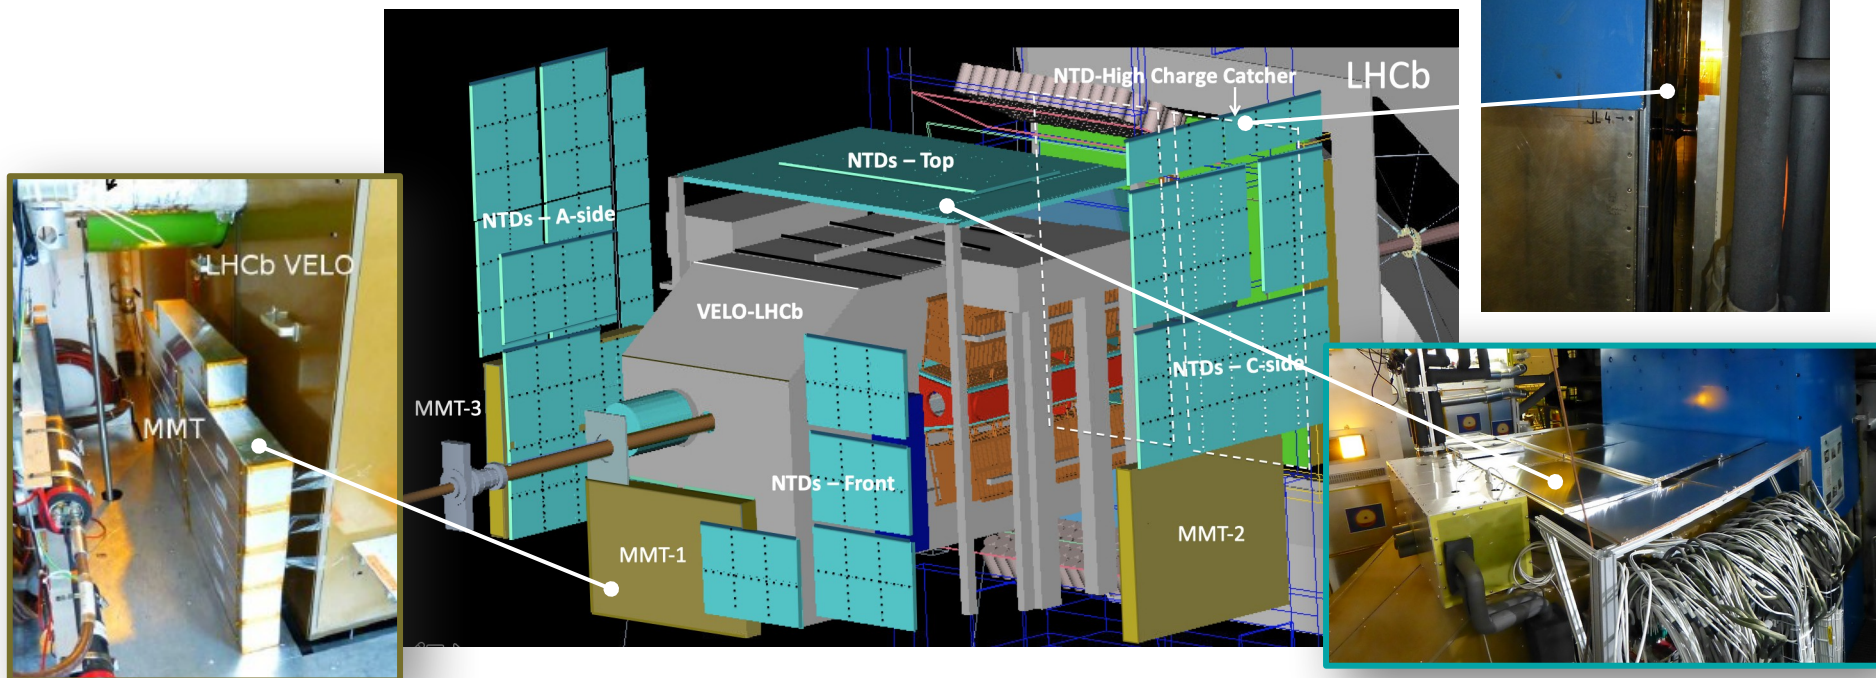 NTD-High Charge Catcher
LHCb
NTDs – Top
NTDs – A-side
LHCb VELO
VELO-LHCb
NTDs – C-side
MMT-3
MMT
NTDs – Front
MMT-1
MMT-2